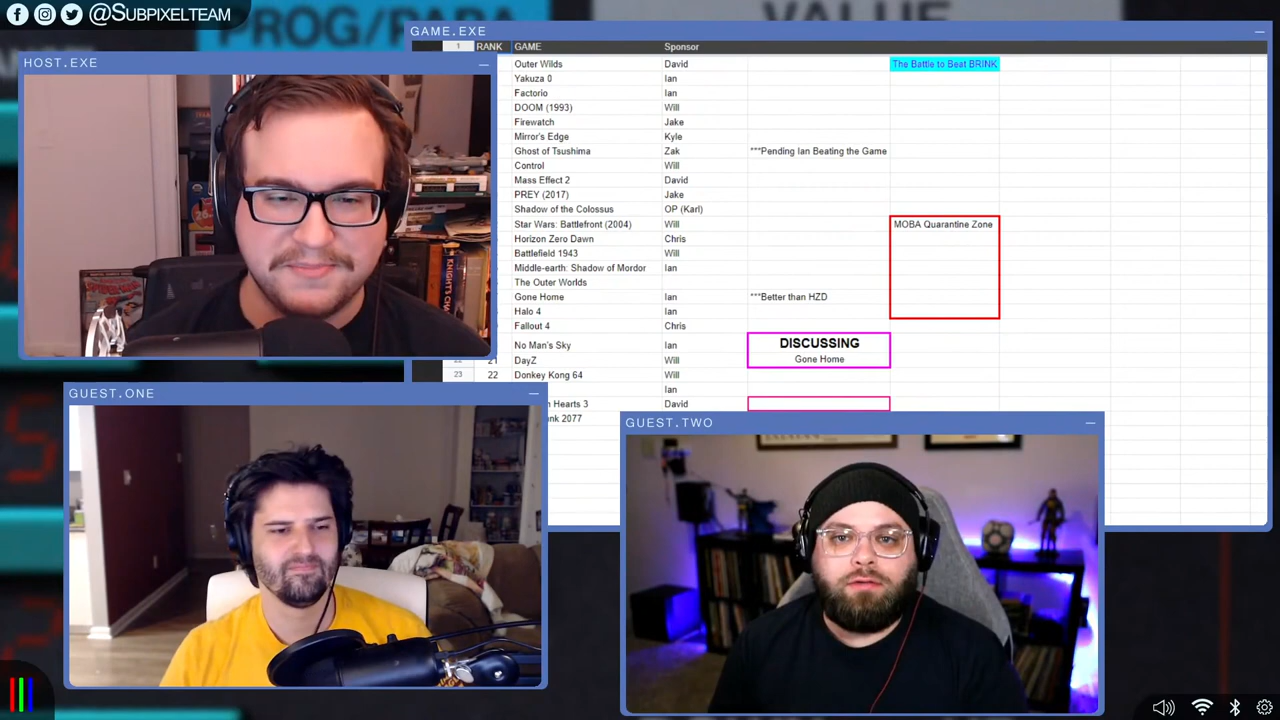 @SUBPIXELTEAM
PROG/PARA
VALUE
GAME.EXE
HOST.EXE
1 RANK GAME Sponsor
Outer Wilds David The Battle to Beat BRINK
Yakuza 0 Ian
Factorio Ian
DOOM (1993) Will
Firewatch Jake
Mirror's Edge Kyle
Ghost of Tsushima Zak ***Pending Ian Beating the Game
Control Will
Mass Effect 2 David
PREY (2017) Jake
Shadow of the Colossus OP (Karl)
Star Wars: Battlefront (2004) Will MOBA Quarantine Zone
Horizon Zero Dawn Chris
Battlefield 1943 Will
Middle-earth: Shadow of Mordor Ian
The Outer Worlds
Gone Home Ian ***Better than HZD
Halo 4 Ian
Fallout 4 Chris
No Man's Sky Ian DISCUSSING
DayZ Will Gone Home
23 22 Donkey Kong 64 Will
Ian
Hearts 3 David
2077
GUEST.ONE
GUEST.TWO